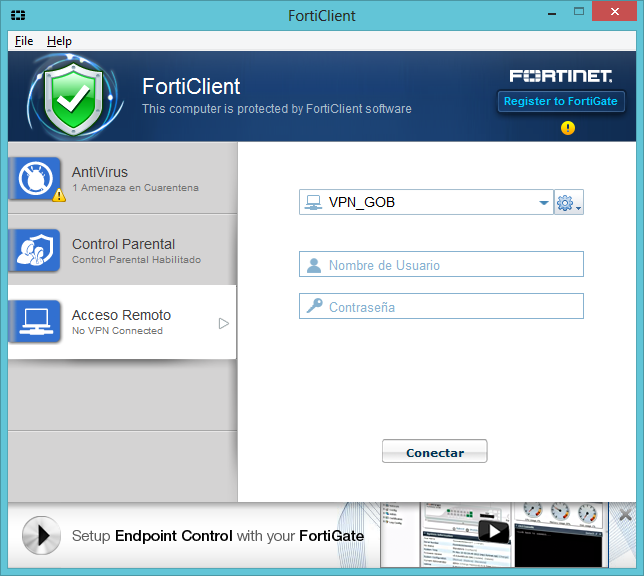 FortiClient
File Help
FortiClient
This computer is protected by FortiClient software
FORTINET
Register to FortiGate
AntiVirus
1 Amenaza en Cuarentena
Control Parental
Control Parental Habilitado
Acceso Remoto
No VPN Connected
VPN_GOB
Nombre de Usuario
Contraseña
Conectar
Setup Endpoint Control with your FortiGate